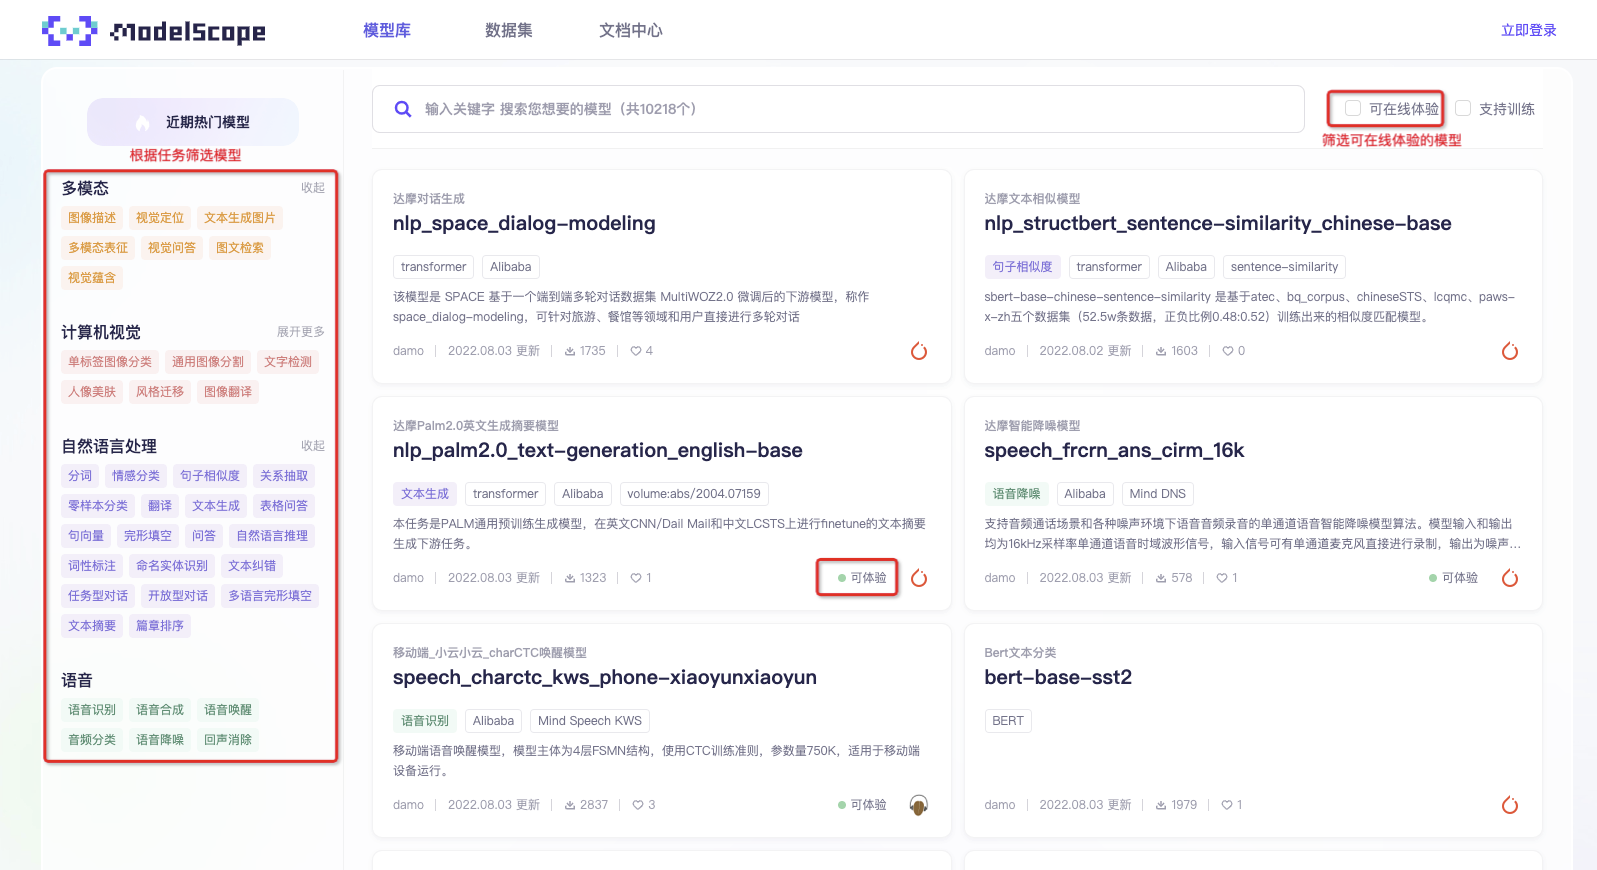 ModelScope
模型库
数据集
文档中心
立即登录
近期热门模型
根据任务筛选模型
输入关键字 搜索您想要的模型（共10218个）
可在线体验
支持训练
筛选可在线体验的模型
多模态 收起
图像描述 视觉定位 文本生成图片
多模态表征 视觉问答 图文检索
视觉蕴含
计算机视觉 展开更多
单标签图像分类 通用图像分割 文字检测
人像美肤 风格迁移 图像翻译
自然语言处理 收起
分词 情感分类 句子相似度 关系抽取
零样本分类 翻译 文本生成 表格问答
句向量 完形填空 问答 自然语言推理
词性标注 命名实体识别 文本纠错
任务型对话 开放型对话 多语言完形填空
文本摘要 篇章排序
语音
语音识别 语音合成 语音唤醒
音频分类 语音降噪 回声消除
达摩对话生成
nlp_space_dialog-modeling
transformer Alibaba
该模型是 SPACE 基于一个端到端多轮对话数据集 MultiWOZ2.0 微调后的下游模型，称作
space_dialog-modeling，可针对旅游、餐馆等领域和用户直接进行多轮对话
damo 2022.08.03 更新 1735 4
达摩文本相似模型
nlp_structbert_sentence-similarity_chinese-base
句子相似度 transformer Alibaba sentence-similarity
sbert-base-chinese-sentence-similarity 是基于atec、bq_corpus、chineseSTS、lcqmc、paws-
x-zh五个数据集（52.5w条数据，正负比例0.48:0.52）训练出来的相似度匹配模型。
damo 2022.08.02 更新 1603 0
达摩Palm2.0英文生成摘要模型
nlp_palm2.0_text-generation_english-base
文本生成 transformer Alibaba volume:abs/2004.07159
本任务是PALM通用预训练生成模型，在英文CNN/Dail Mail和中文LCSTS上进行finetune的文本摘要
生成下游任务。
damo 2022.08.03 更新 1323 1 可体验
达摩智能降噪模型
speech_frcrn_ans_cirm_16k
语音降噪 Alibaba Mind DNS
支持音频通话场景和各种噪声环境下语音音频录音的单通道语音智能降噪模型算法。模型输入和输出
均为16kHz采样率单通道语音时域波形信号，输入信号可有单通道麦克风直接进行录制，输出为噪声...
damo 2022.08.03 更新 578 1 可体验
移动端_小云小云_charCTC唤醒模型
speech_charctc_kws_phone-xiaoyunxiaoyun
语音识别 Alibaba Mind Speech KWS
移动端语音唤醒模型，模型主体为4层FSMN结构，使用CTC训练准则，参数量750K，适用于移动端
设备运行。
damo 2022.08.03 更新 2837 3 可体验
Bert文本分类
bert-base-sst2
BERT
damo 2022.08.03 更新 1979 1